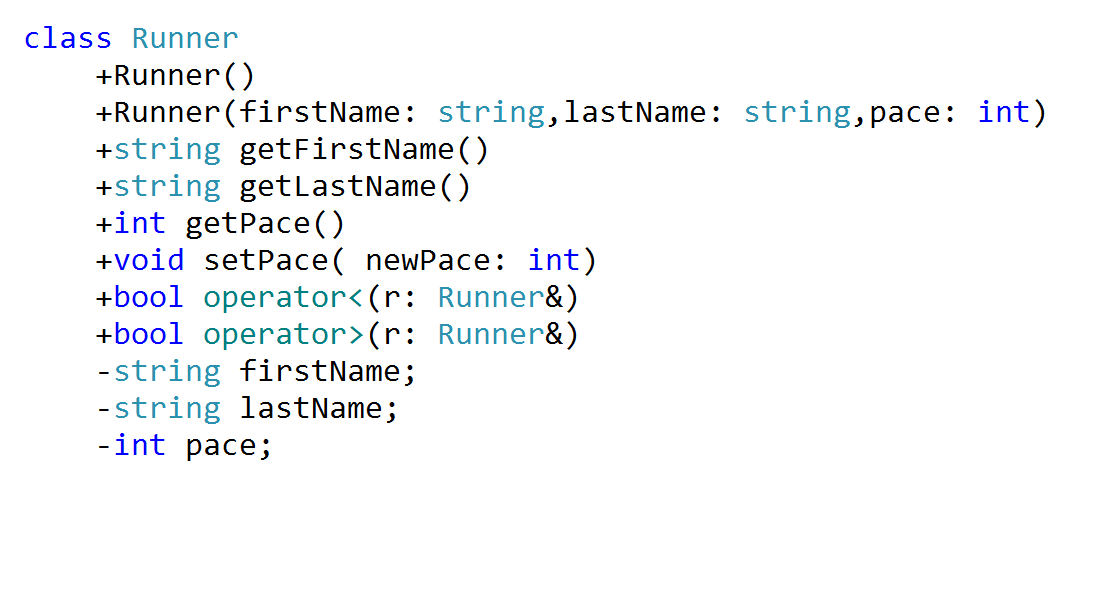 class Runner
    +Runner()
    +Runner(firstName: string,lastName: string,pace: int)
    +string getFirstName()
    +string getLastName()
    +int getPace()
    +void setPace( newPace: int)
    +bool operator<(r: Runner&)
    +bool operator>(r: Runner&)
    -string firstName;
    -string lastName;
    -int pace;